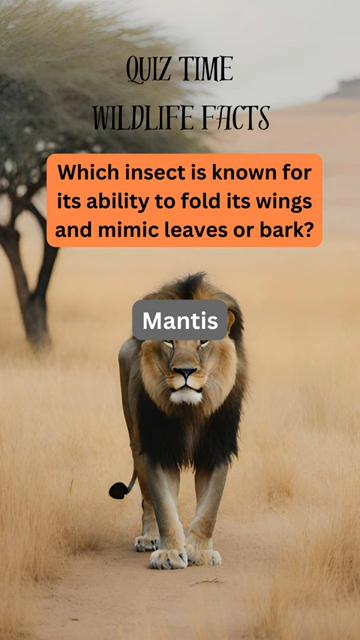 QUIZ TIME
WILDLIFE FACTS
Which insect is known for
its ability to fold its wings
and mimic leaves or bark?
Mantis